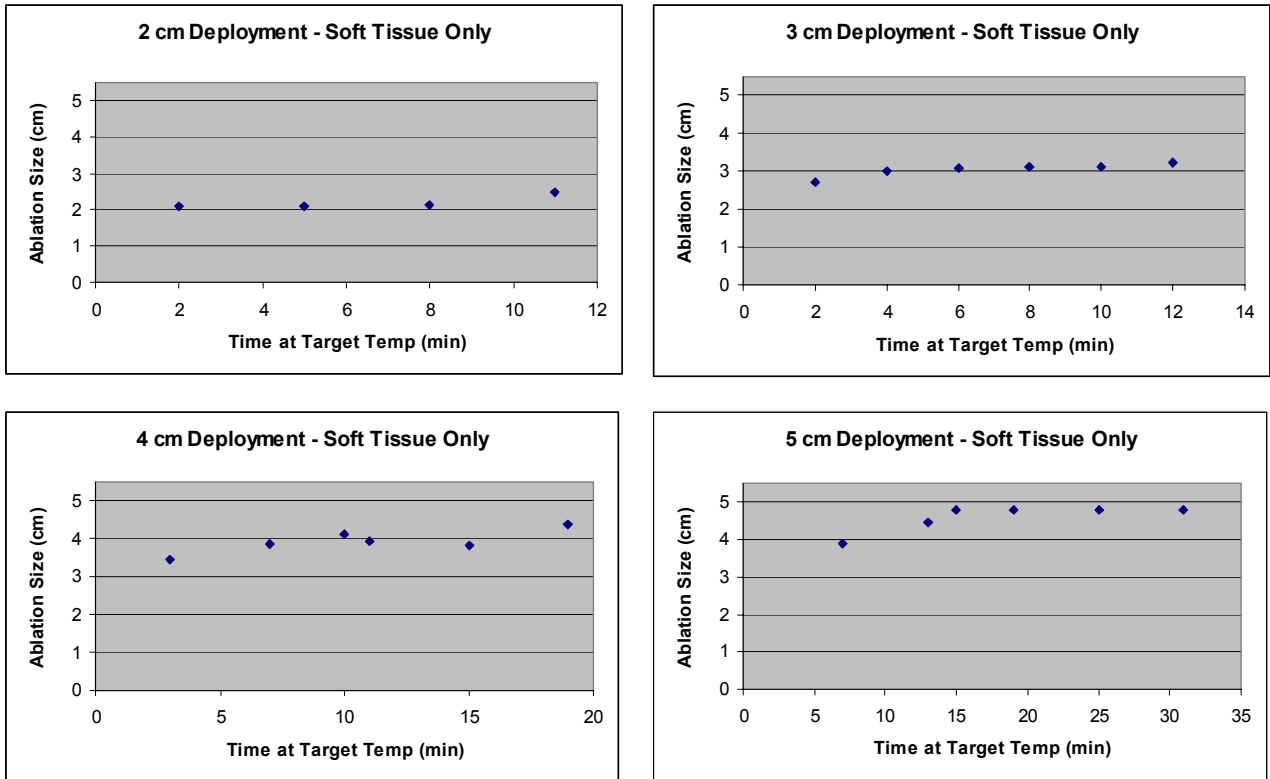 2 cm Deployment - Soft Tissue Only
Ablation Size (cm)
5
4
3
2
1
0
0 2 4 6 8 10 12
Time at Target Temp (min)
3 cm Deployment - Soft Tissue Only
Ablation Size (cm)
5
4
3
2
1
0
0 2 4 6 8 10 12 14
Time at Target Temp (min)
4 cm Deployment - Soft Tissue Only
Ablation Size (cm)
5
4
3
2
1
0
0 5 10 15 20
Time at Target Temp (min)
5 cm Deployment - Soft Tissue Only
Ablation Size (cm)
5
4
3
2
1
0
0 5 10 15 20 25 30 35
Time at Target Temp (min)